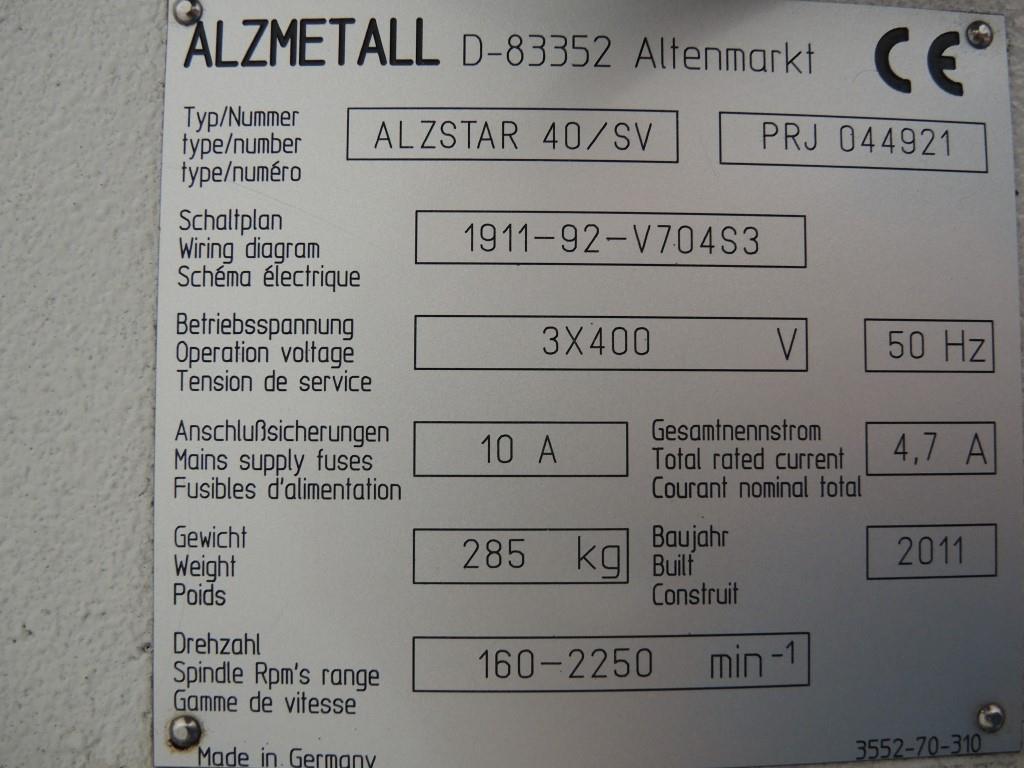 ALZMETALL D-83352 Altenmarkt CE
Typ/Nummer
type/number ALZSTAR 40/SV PRJ 044921
type/numéro
Schaltplan
Wiring diagram 1911-92-V704S3
Schéma électrique
Betriebsspannung
Operation voltage 3X400 V 50 Hz
Tension de service
Anschlußsicherungen Gesamtnennstrom
Mains supply fuses 10 A Total rated current 4,7 A
Fusibles d'alimentation Courant nominal total
Gewicht Baujahr
Weight 285 kg Built 2011
Poids Construit
Drehzahl
Spindle Rpm's range 160-2250 min-1
Gamme de vitesse
Made in Germany 3552-70-310